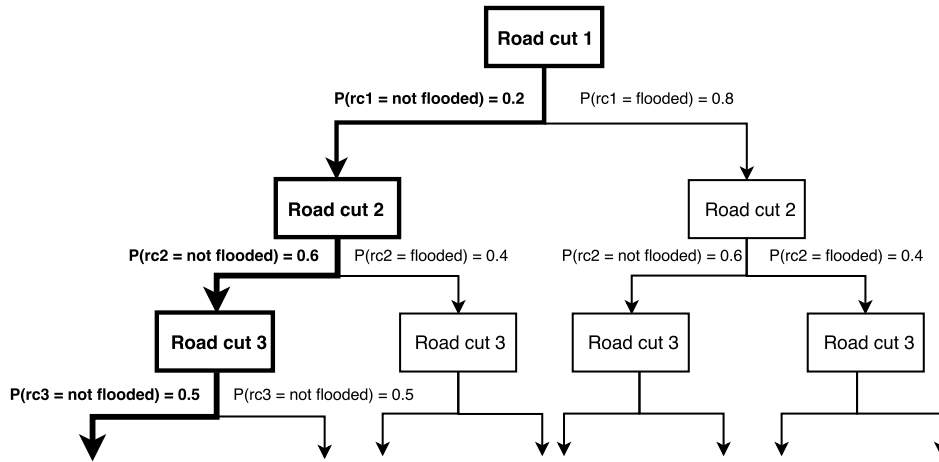 Road cut 1
P(rc1 = not flooded) = 0.2
P(rc1 = flooded) = 0.8
Road cut 2
Road cut 2
P(rc2 = not flooded) = 0.6
P(rc2 = flooded) = 0.4
P(rc2 = not flooded) = 0.6
P(rc2 = flooded) = 0.4
Road cut 3
Road cut 3
Road cut 3
Road cut 3
P(rc3 = not flooded) = 0.5
P(rc3 = not flooded) = 0.5